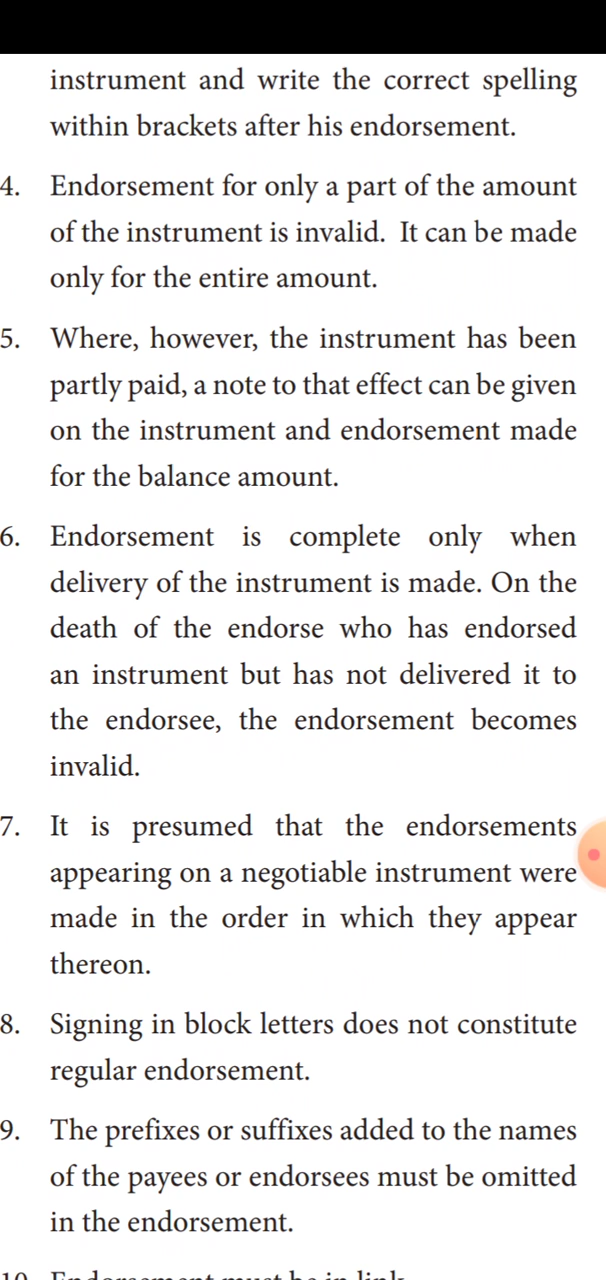 instrument and write the correct spelling
within brackets after his endorsement.
4. Endorsement for only a part of the amount
of the instrument is invalid. It can be made
only for the entire amount.
5. Where, however, the instrument has been
partly paid, a note to that effect can be given
on the instrument and endorsement made
for the balance amount.
6. Endorsement is complete only when
delivery of the instrument is made. On the
death of the endorse who has endorsed
an instrument but has not delivered it to
the endorsee, the endorsement becomes
invalid.
7. It is presumed that the endorsements
appearing on a negotiable instrument were
made in the order in which they appear
thereon.
8. Signing in block letters does not constitute
regular endorsement.
9. The prefixes or suffixes added to the names
of the payees or endorsees must be omitted
in the endorsement.
10. Endorsement must be in